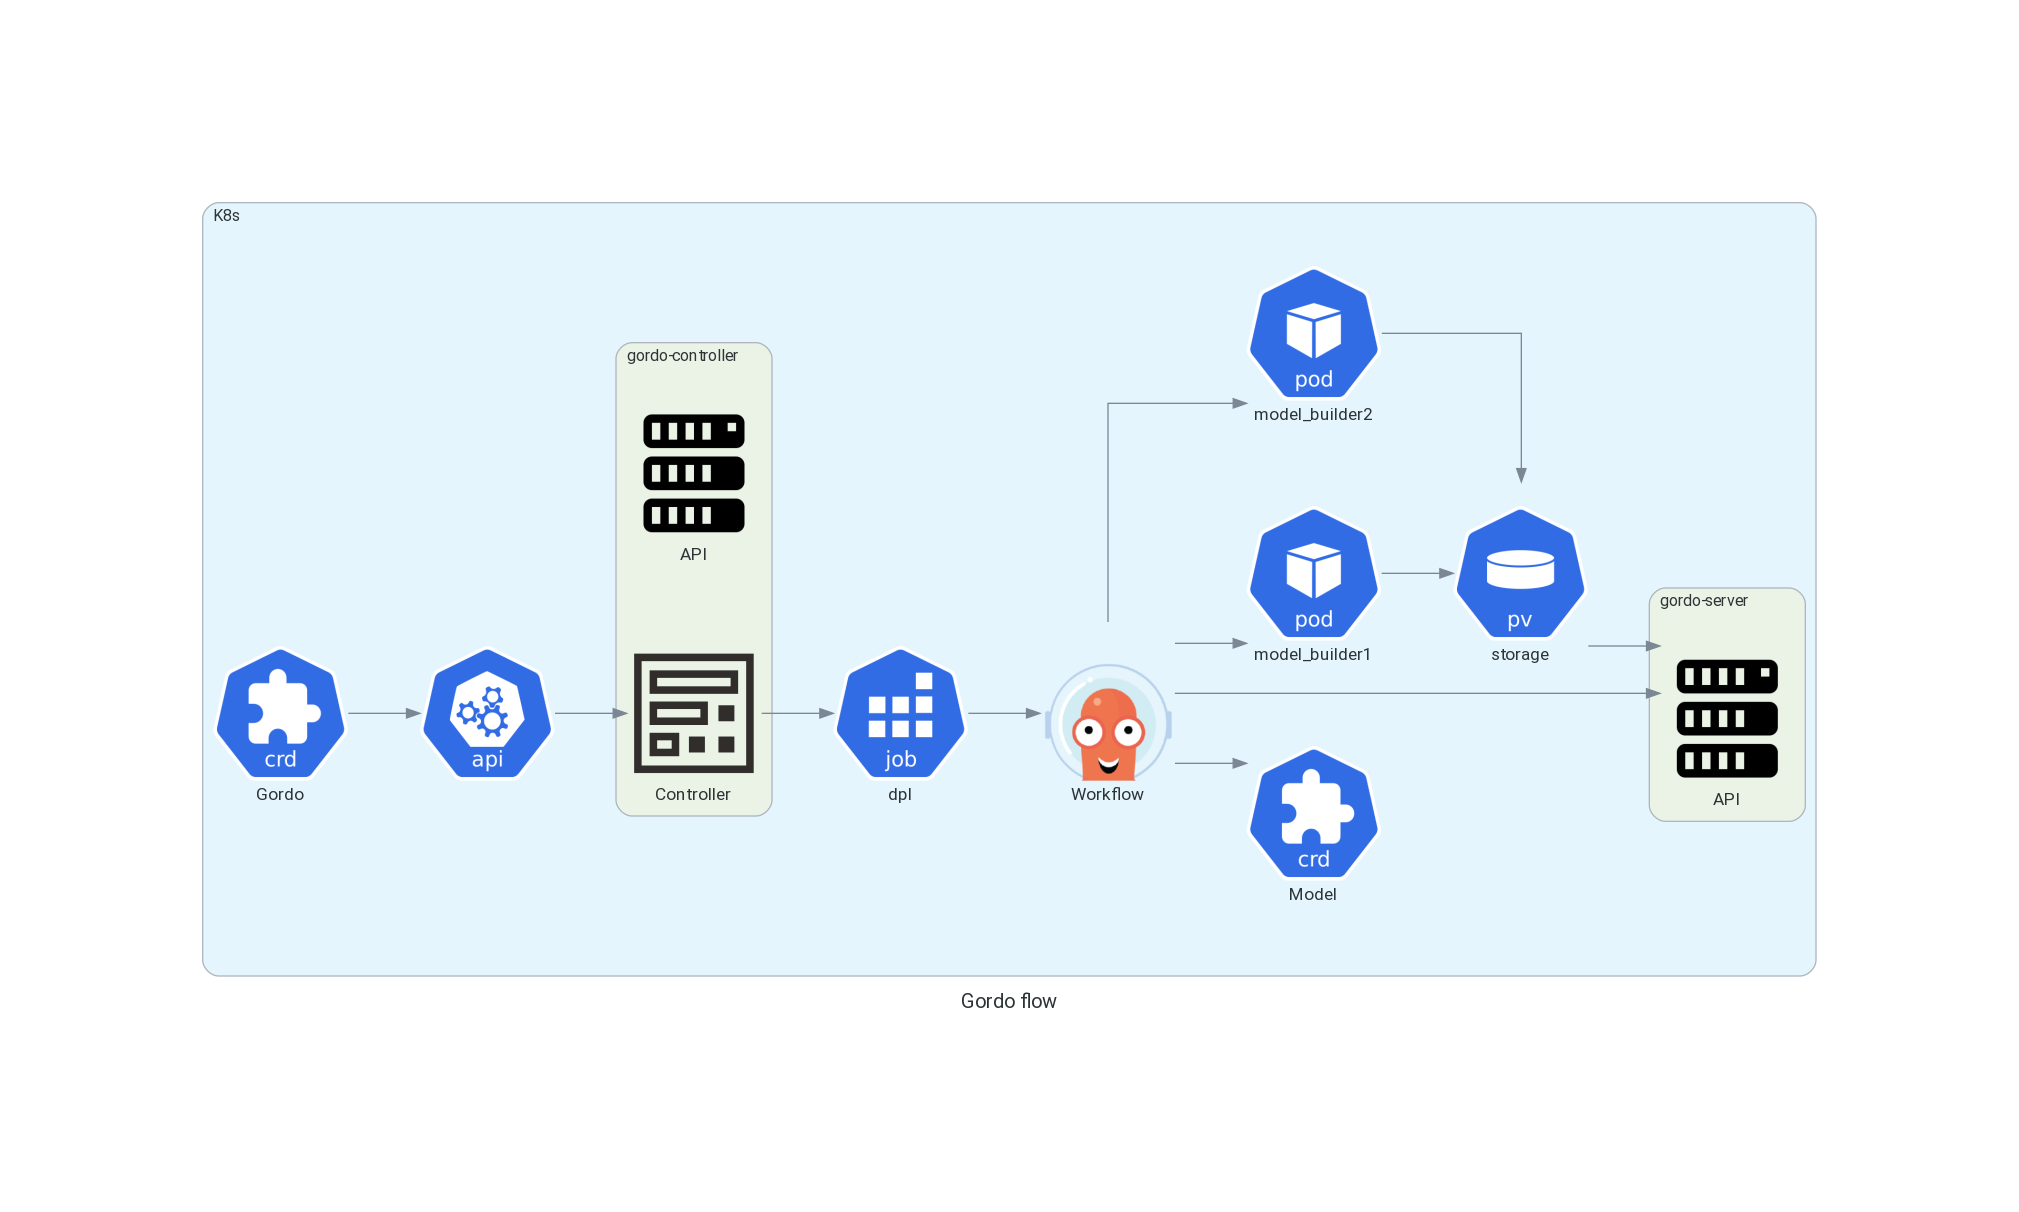 K8s
pod
model_builder2
gordo-controller
API
pod
model_builder1
pv
storage
gordo-server
API
crd
Gordo
api
Controller
job
dpl
Workflow
crd
Model
Gordo flow